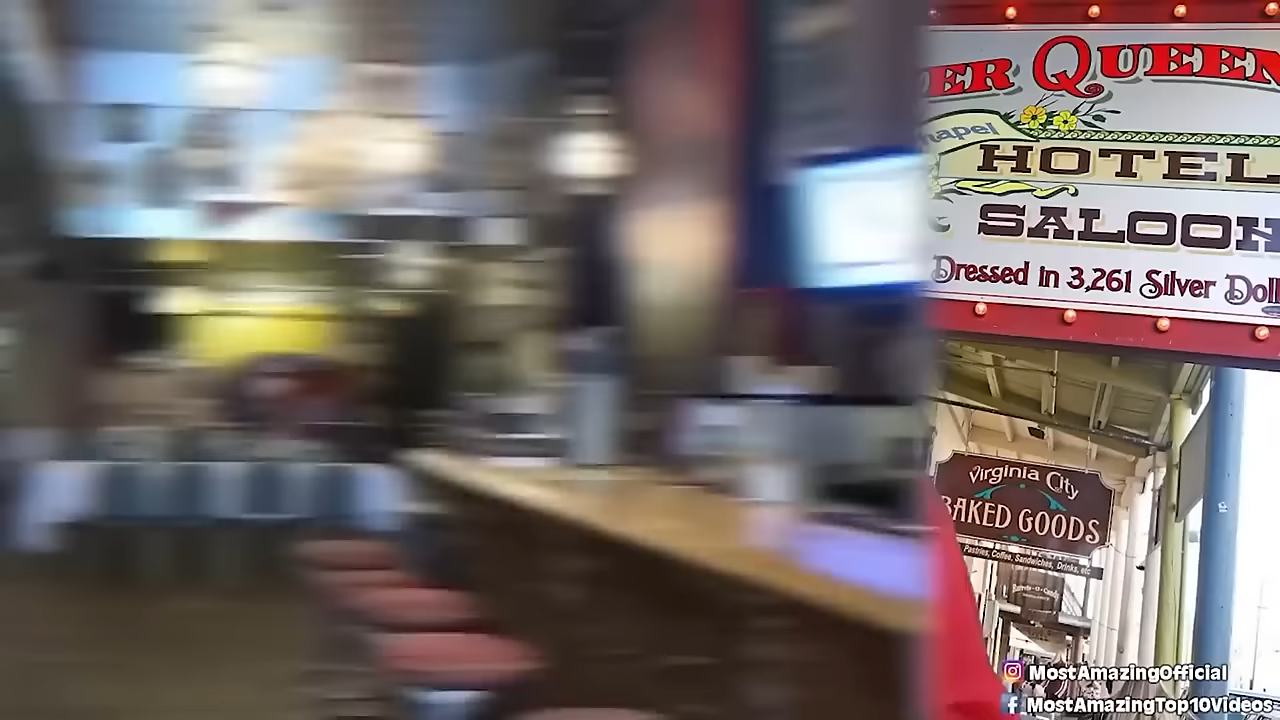 DER QUEEN
hapel
HOTEL
& SALOON
Dressed in 3,261 Silver Doll
Virginia City
BAKED GOODS
Pastries, Coffee, Sandwiches, Drinks, etc
MostAmazingOfficial
MostAmazingTop10Videos